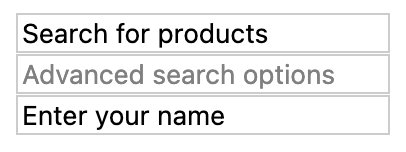 Search for products
Advanced search options
Enter your name